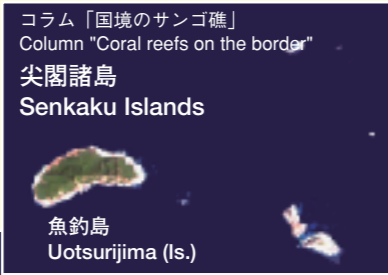 コラム「国境のサンゴ礁」
Column "Coral reefs on the border"
尖閣諸島
Senkaku Islands
魚釣島
Uotsurijima (Is.)